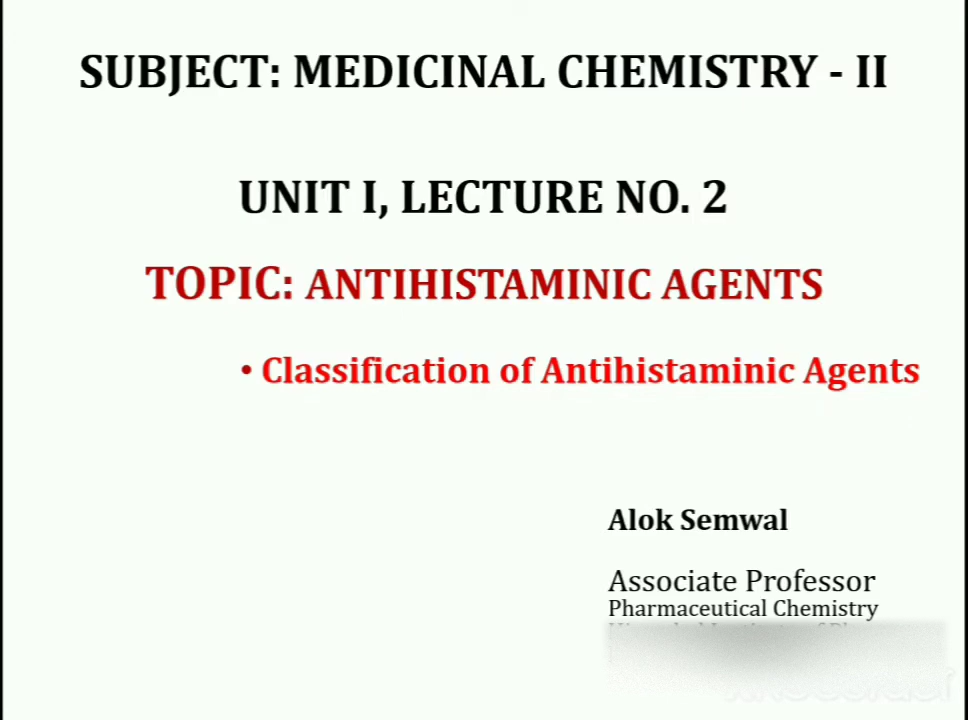 SUBJECT: MEDICINAL CHEMISTRY - II
UNIT I, LECTURE NO. 2
TOPIC: ANTIHISTAMINIC AGENTS
• Classification of Antihistaminic Agents
Alok Semwal
Associate Professor
Pharmaceutical Chemistry